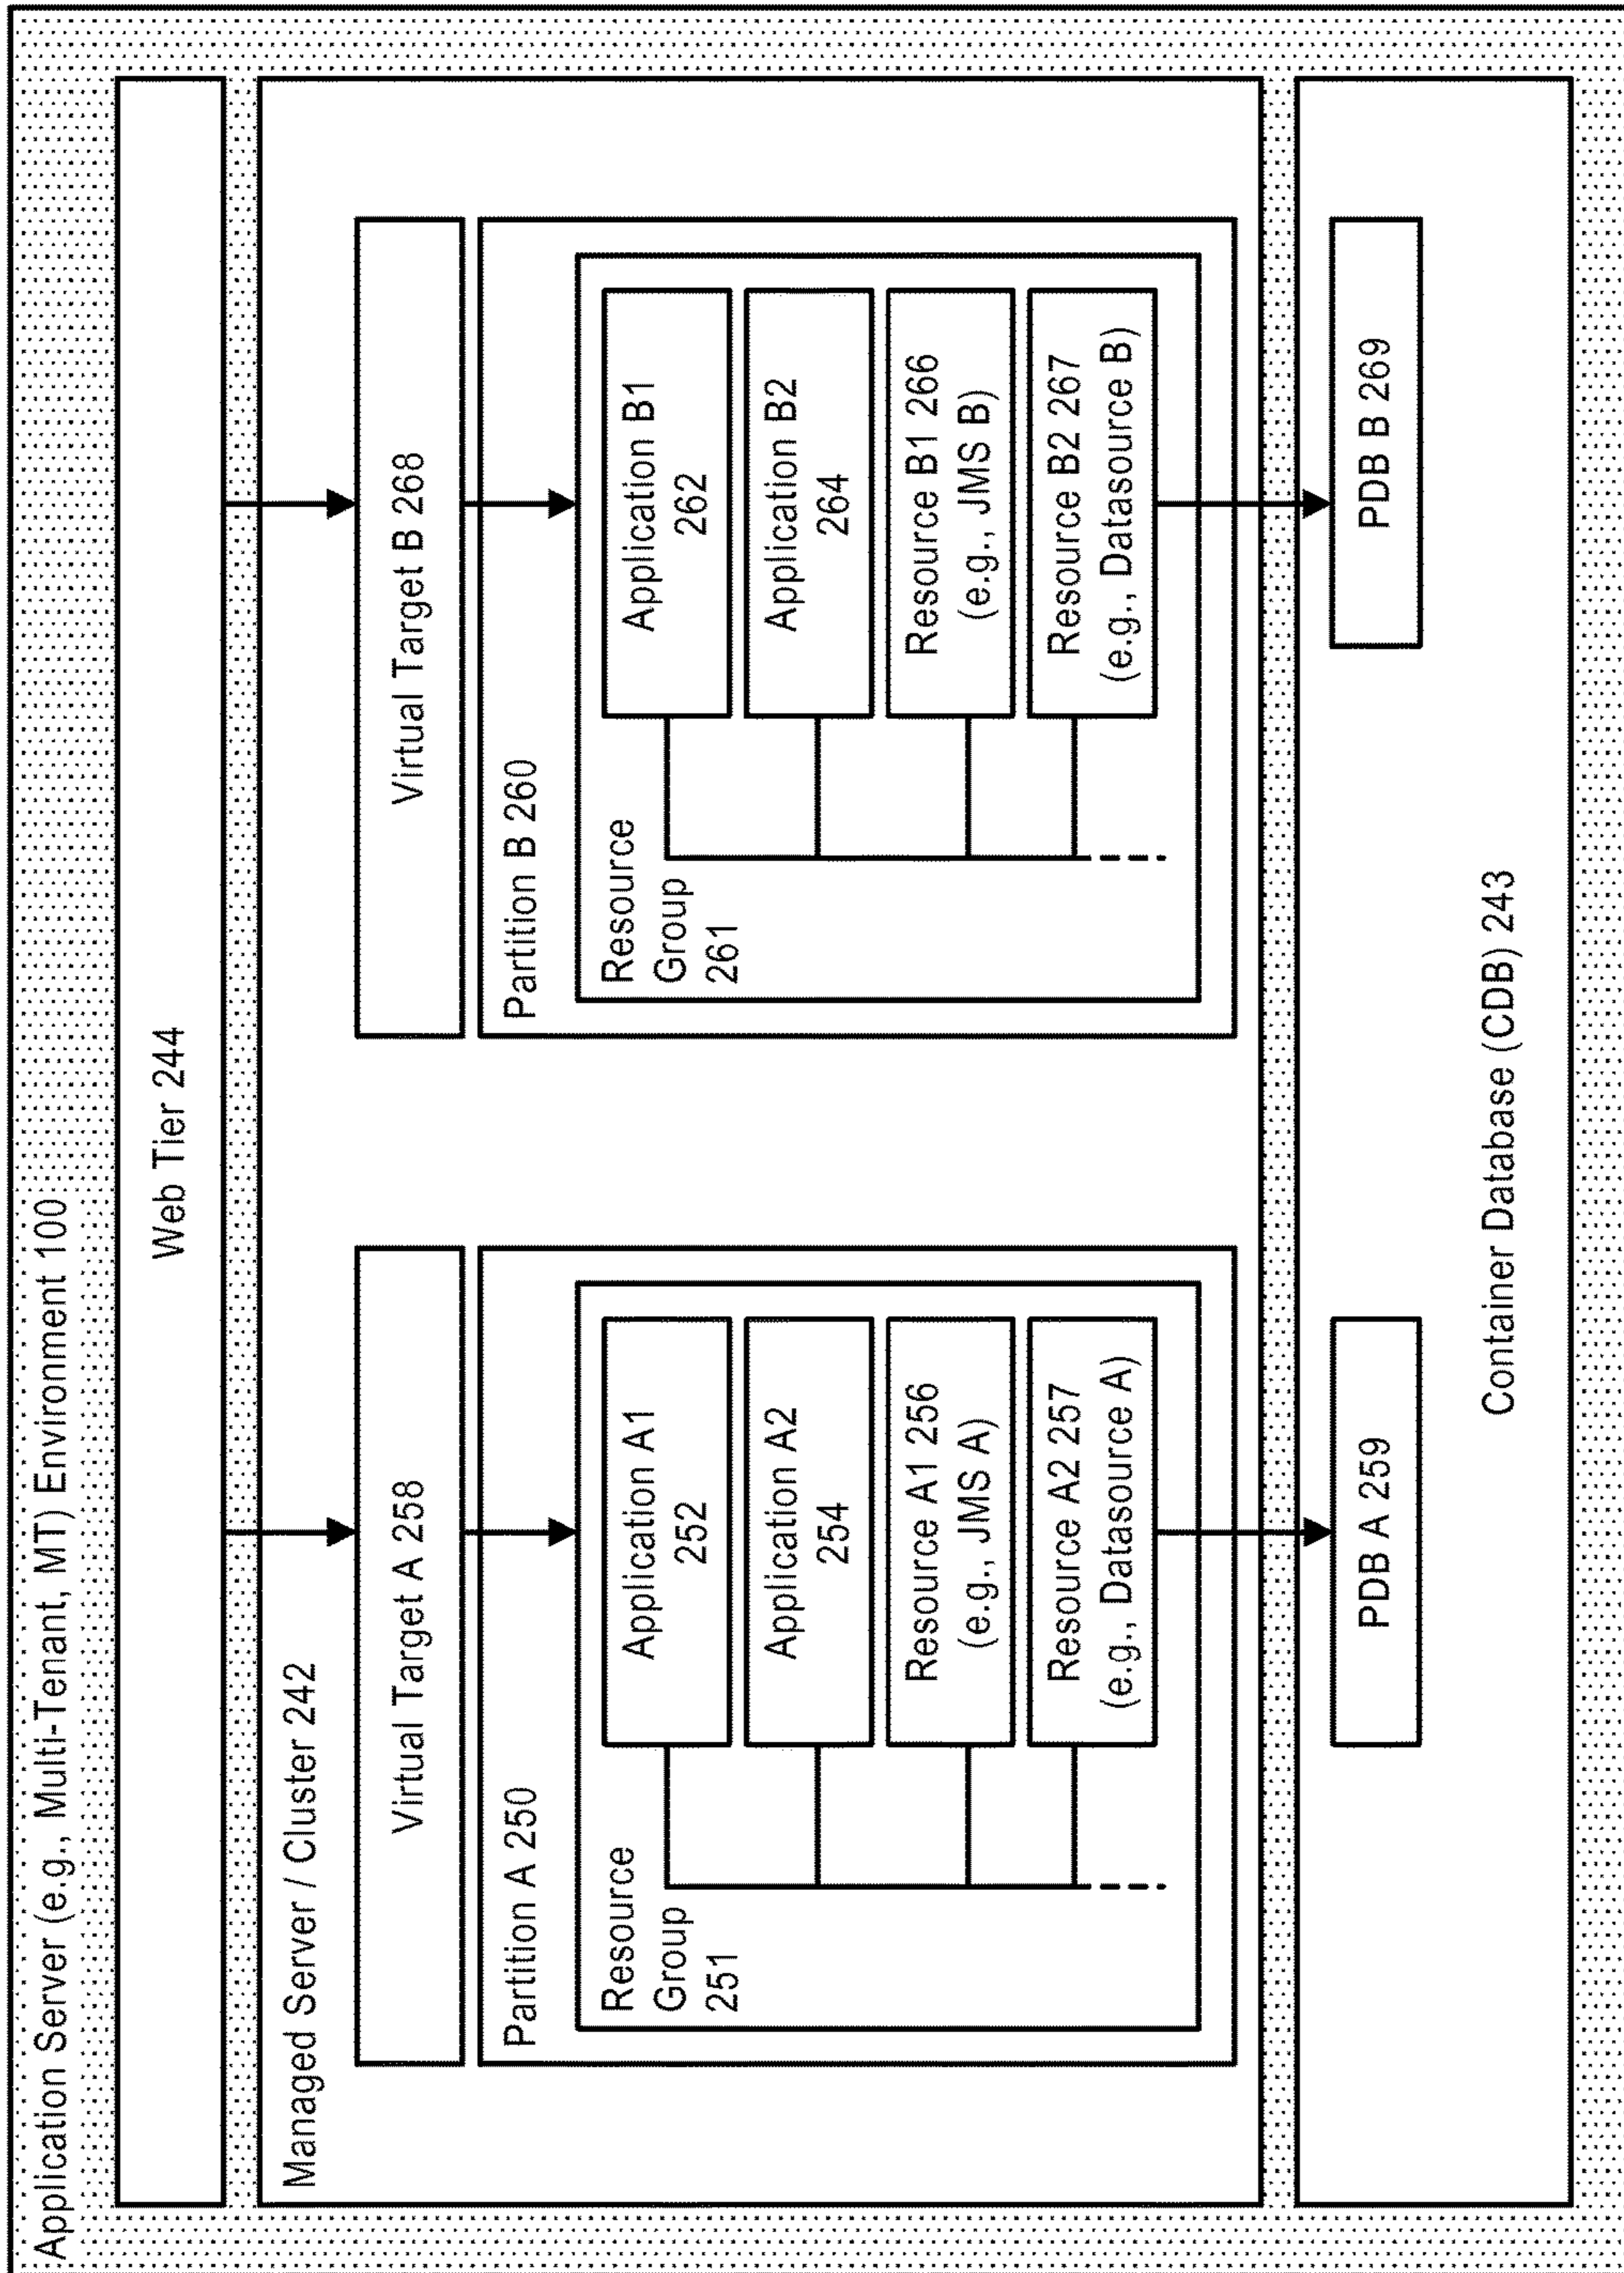 Application Server (e.g., Multi-Tenant, MT) Environment 100
Web Tier 244
Managed Server / Cluster 242
Virtual Target A 258
Partition A 250
Resource
Group
251
Application A1
252
Application A2
254
Resource A1 256
(e.g., JMS A)
Resource A2 257
(e.g., Datasource A)
Virtual Target B 268
Partition B 260
Resource
Group
261
Application B1
262
Application B2
264
Resource B1 266
(e.g., JMS B)
Resource B2 267
(e.g., Datasource B)
PDB A 259
PDB B 269
Container Database (CDB) 243